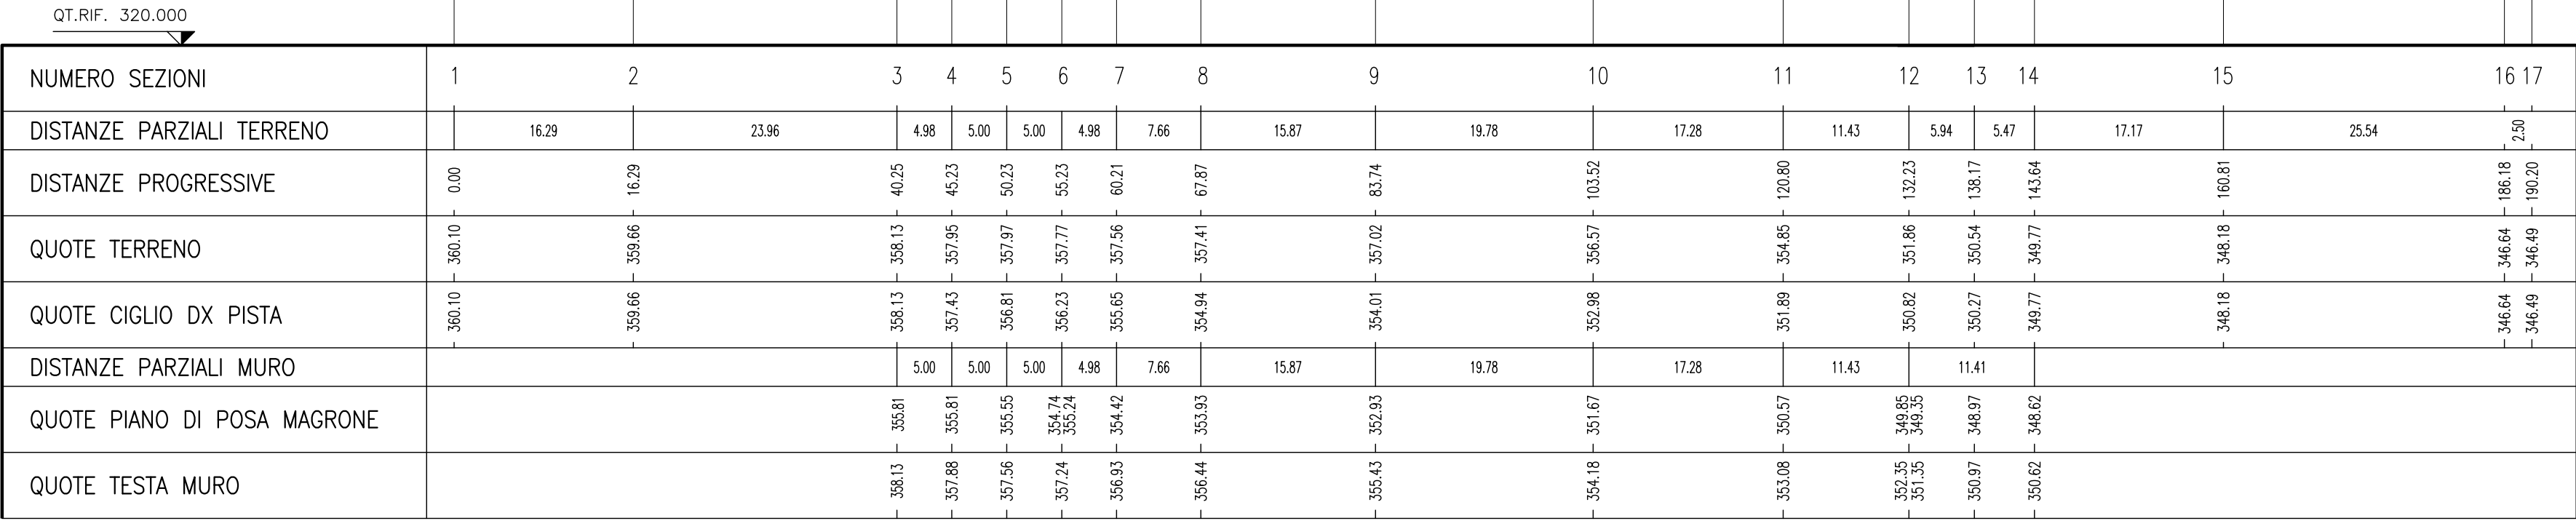 QT.RIF. 320.000
NUMERO SEZIONI 1 2 3 4 5 6 7 8 9 10 11 12 13 14 15 16 17
DISTANZE PARZIALI TERRENO 16.29 23.96 4.98 5.00 5.00 4.98 7.66 15.87 19.78 17.28 11.43 5.94 5.47 17.17 25.54 2.50
DISTANZE PROGRESSIVE 0.00 16.29 40.25 45.23 50.23 55.23 60.21 67.87 83.74 103.52 120.80 132.23 138.17 143.64 160.81 186.18 190.20
QUOTE TERRENO 360.10 359.66 358.13 357.95 357.97 357.77 357.56 357.41 357.02 356.57 354.85 351.86 350.54 349.77 348.18 346.64 346.49
QUOTE CIGLIO DX PISTA 360.10 359.66 358.13 357.43 356.81 356.23 355.65 354.94 354.01 352.98 351.89 350.82 350.27 349.77 348.18 346.64 346.49
DISTANZE PARZIALI MURO 5.00 5.00 5.00 4.98 7.66 15.87 19.78 17.28 11.43 11.41
QUOTE PIANO DI POSA MAGRONE 355.81 355.81 355.55 354.74 355.24 354.42 353.93 352.93 351.67 350.57 349.85 349.35 348.97 348.62
QUOTE TESTA MURO 358.13 357.88 357.56 357.24 356.93 356.44 355.43 354.18 353.08 352.35 351.35 350.97 350.62